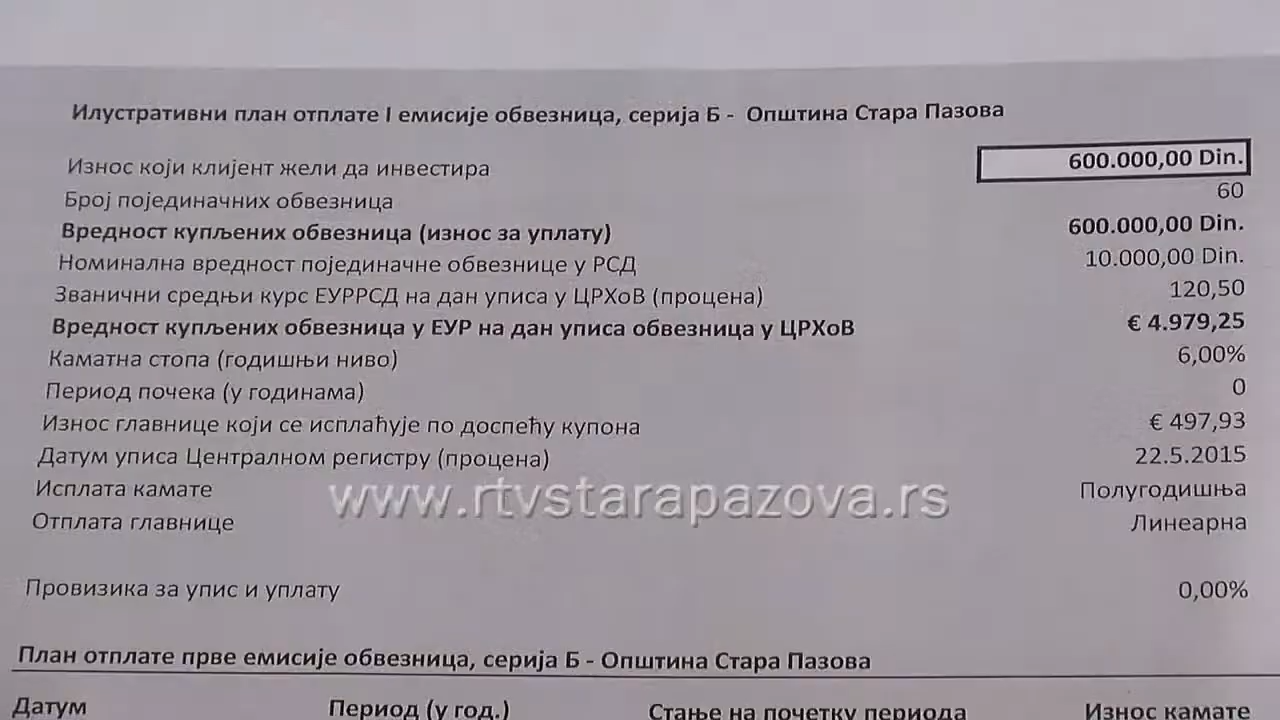 Илустративни план отплате I емисије обвезница, серија Б - Општина Стара Пазова
Износ који клијент жели да инвестира 600.000,00 Din.
Број појединачних обвезница 60
Вредност купљених обвезница (износ за уплату) 600.000,00 Din.
Номинална вредност појединачне обвезнице у РСД 10.000,00 Din.
Званични средњи курс ЕУРРСД на дан уписа у ЦРХоВ (процена) 120,50
Вредност купљених обвезница у ЕУР на дан уписа обвезница у ЦРХоВ € 4.979,25
Каматна стопа (годишњи ниво) 6,00%
Период почека (у годинама) 0
Износ главнице који се исплаћује по доспећу купона € 497,93
Датум уписа Централном регистру (процена) 22.5.2015
Исплата камате Полугодишња
www.rtvstarapazova.rs
Отплата главнице Линеарна
Провизика за упис и уплату 0,00%
План отплате прве емисије обвезница, серија Б - Општина Стара Пазова
Датум Период (у год.) Стање на почетку периода Износ камате